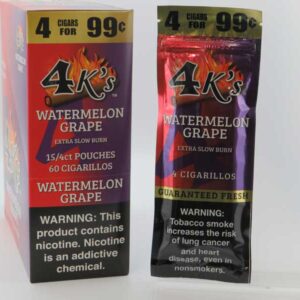 4 CIGARS FOR 99¢
4K's
WATERMELON
GRAPE
EXTRA SLOW BURN
15/4ct POUCHES
60 CIGARILLOS
WATERMELON
GRAPE
WARNING: This
product contains
nicotine. Nicotine
is an addictive
chemical.
4 CIGARS FOR 99¢
4K's
WATERMELON
GRAPE
EXTRA SLOW BURN
4 CIGARILLOS
GUARANTEED FRESH
WARNING:
Tobacco smoke
increases the risk
of lung cancer
and heart
disease, even in
nonsmokers.